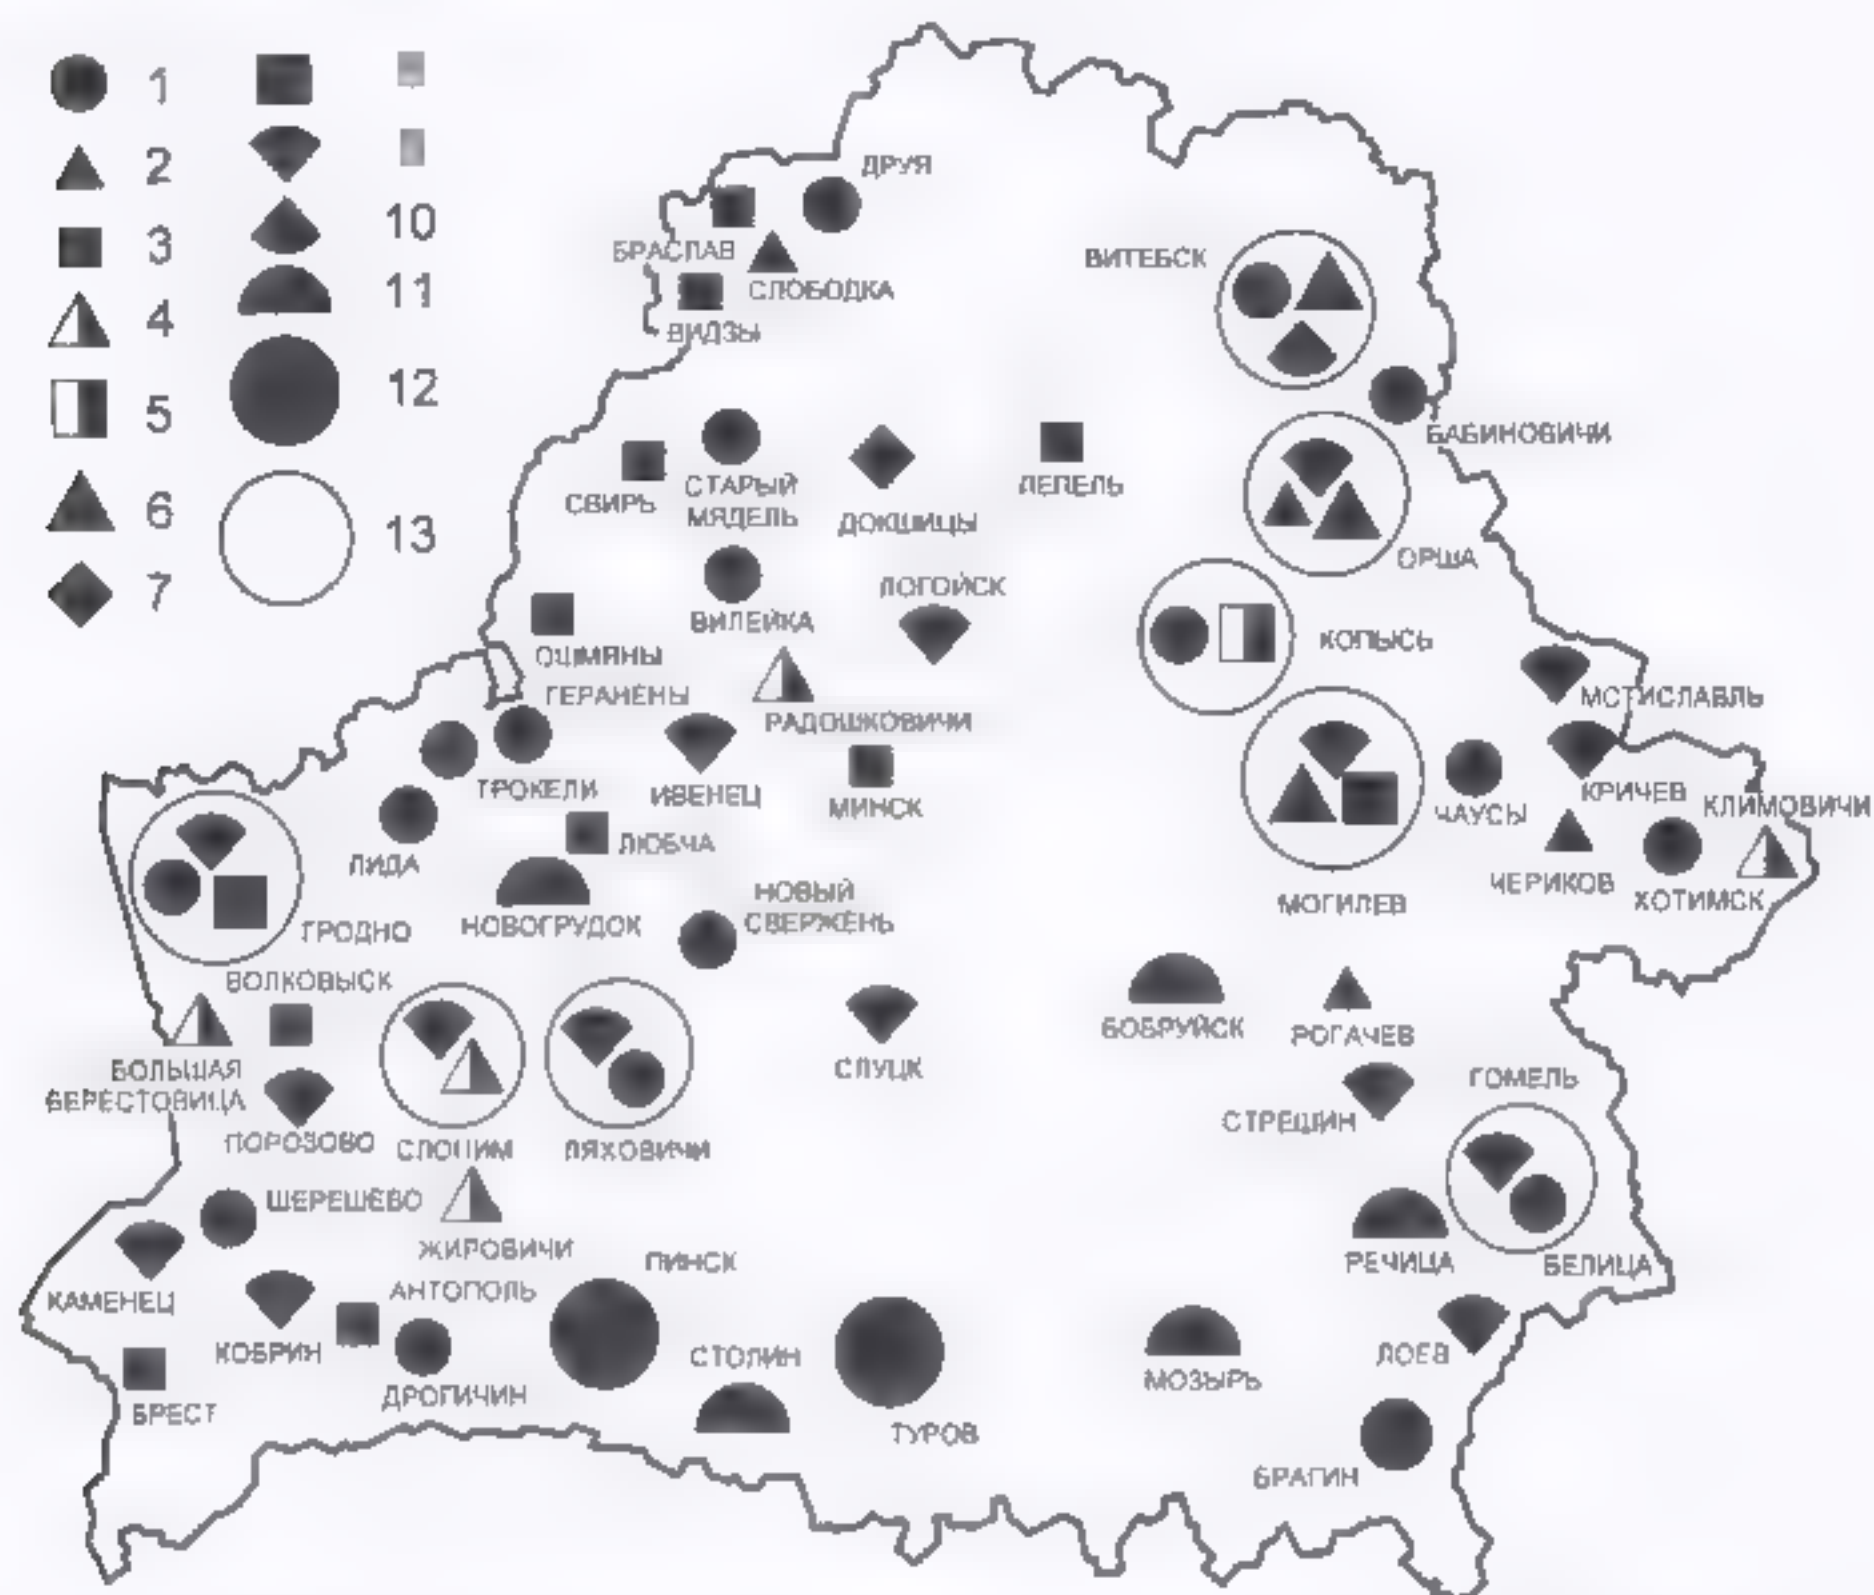 1
2
3
4
5
6
7
10
11
12
13
ДРУЯ
БРАСЛАВ
СЛОБОДКА
ВИДЗЫ
ВИТЕБСК
БАБИНОВИЧИ
СВИРЬ
СТАРЫЙ
МЯДЕЛЬ
ДОКШИЦЫ
ЛЕПЕЛЬ
ОРША
ВИЛЕЙКА
ЛОГОЙСК
КОПЫСЬ
ОШМЯНЫ
ГЕРАНЁНЫ
РАДОШКОВИЧИ
МСТИСЛАВЛЬ
ТРОКЕЛИ
ИВЕНЕЦ
МИНСК
ЧАУСЫ
КРИЧЕВ
КЛИМОВИЧИ
ЛИДА
ЛЮБЧА
НОВОГРУДОК
НОВЫЙ
СВЕРЖЕНЬ
МОГИЛЕВ
ЧЕРИКОВ
ХОТИМСК
ГРОДНО
ВОЛКОВЫСК
БОЛЬШАЯ
БЕРЕСТОВИЦА
ПОРОЗОВО
СЛОНИМ
ЛЯХОВИЧИ
СЛУЦК
БОБРУЙСК
РОГАЧЕВ
СТРЕШИН
ГОМЕЛЬ
ШЕРЕШЕВО
ЖИРОВИЧИ
РЕЧИЦА
БЕЛИЦА
КАМЕНЕЦ
КОБРИН
АНТОПОЛЬ
ПИНСК
СТОЛИН
ТУРОВ
МОЗЫРЬ
ЛОЕВ
БРЕСТ
ДРОГИЧИН
БРАГИН